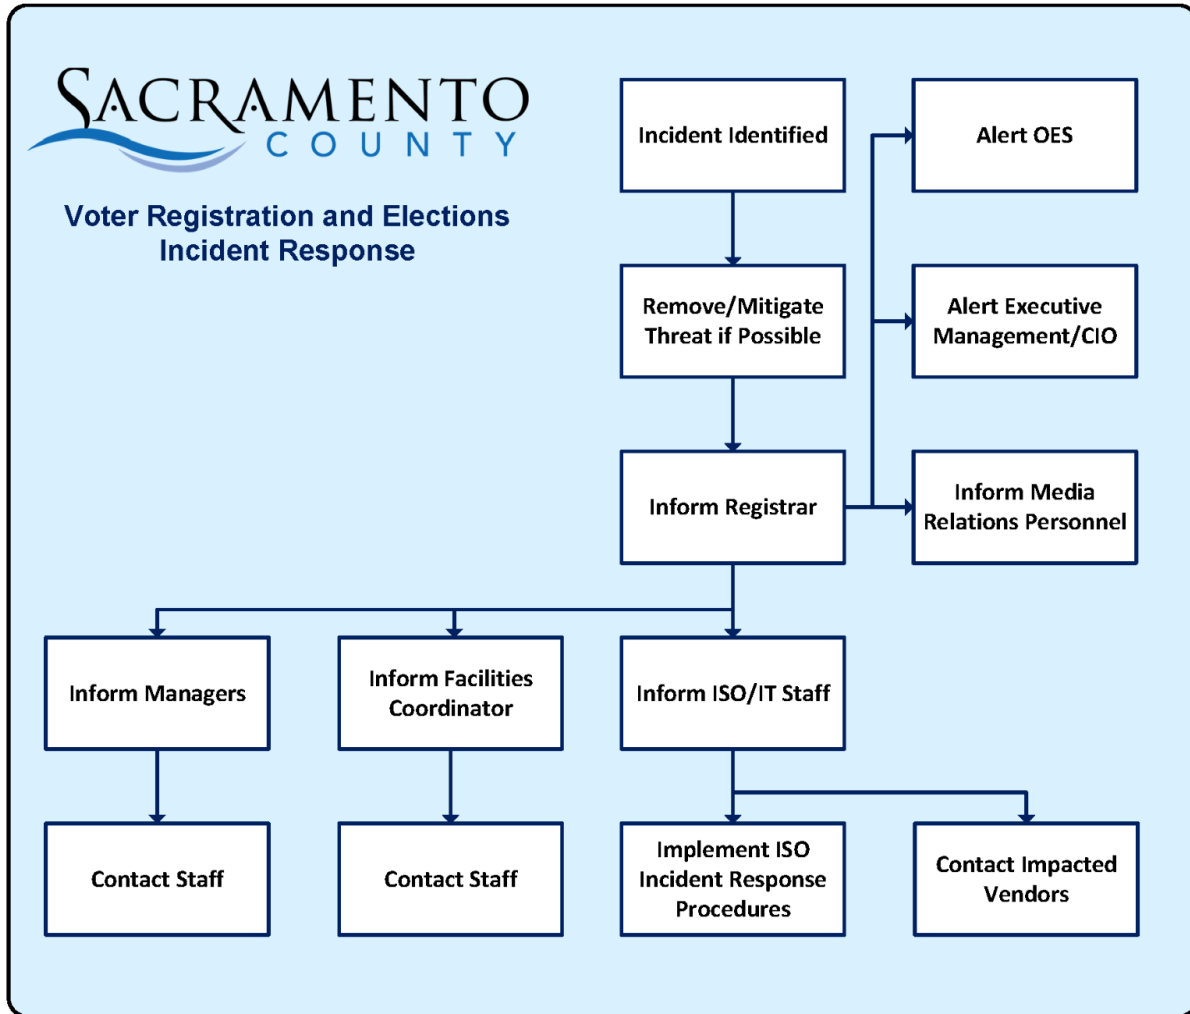 SACRAMENTO
COUNTY
Voter Registration and Elections
Incident Response
Incident Identified
Alert OES
Remove/Mitigate
Threat if Possible
Alert Executive
Management/CIO
Inform Registrar
Inform Media
Relations Personnel
Inform Managers
Inform Facilities
Coordinator
Inform ISO/IT Staff
Contact Staff
Contact Staff
Implement ISO
Incident Response
Procedures
Contact Impacted
Vendors